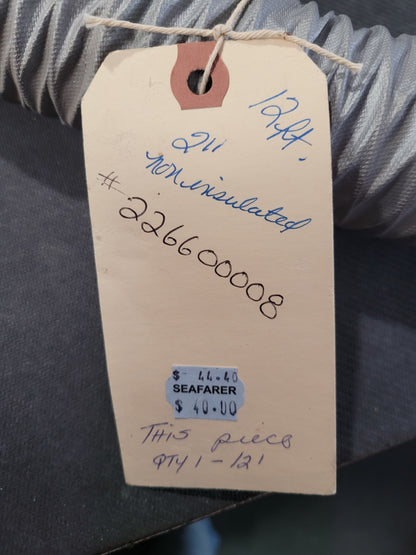 12ft.
2"
non insulated
# 226600008
$ 44.40
SEAFARER
$ 40.00
THIS piece
QTY 1 - 12'